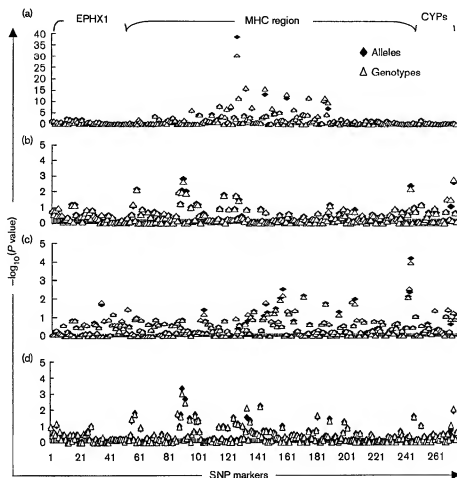 (a)
EPHX1
MHC region
CYPs
40
35
30
25
20
15
10
5
0
Alleles
Genotypes
(b)
5
4
3
2
1
0
(c)
5
4
3
2
1
0
(d)
5
4
3
2
1
0
−log10(P value)
1 21 41 61 81 101 121 141 161 181 201 221 241 261
SNP markers